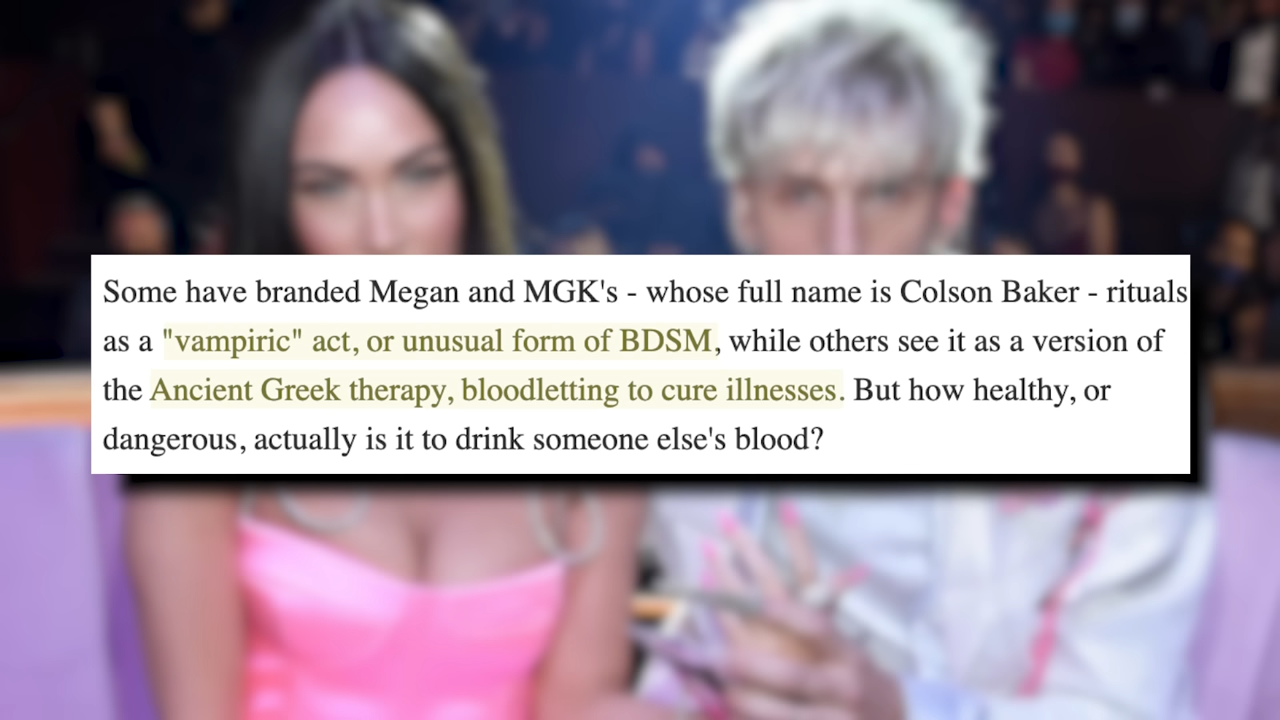 Some have branded Megan and MGK's - whose full name is Colson Baker - rituals
as a "vampiric" act, or unusual form of BDSM, while others see it as a version of
the Ancient Greek therapy, bloodletting to cure illnesses. But how healthy, or
dangerous, actually is it to drink someone else's blood?